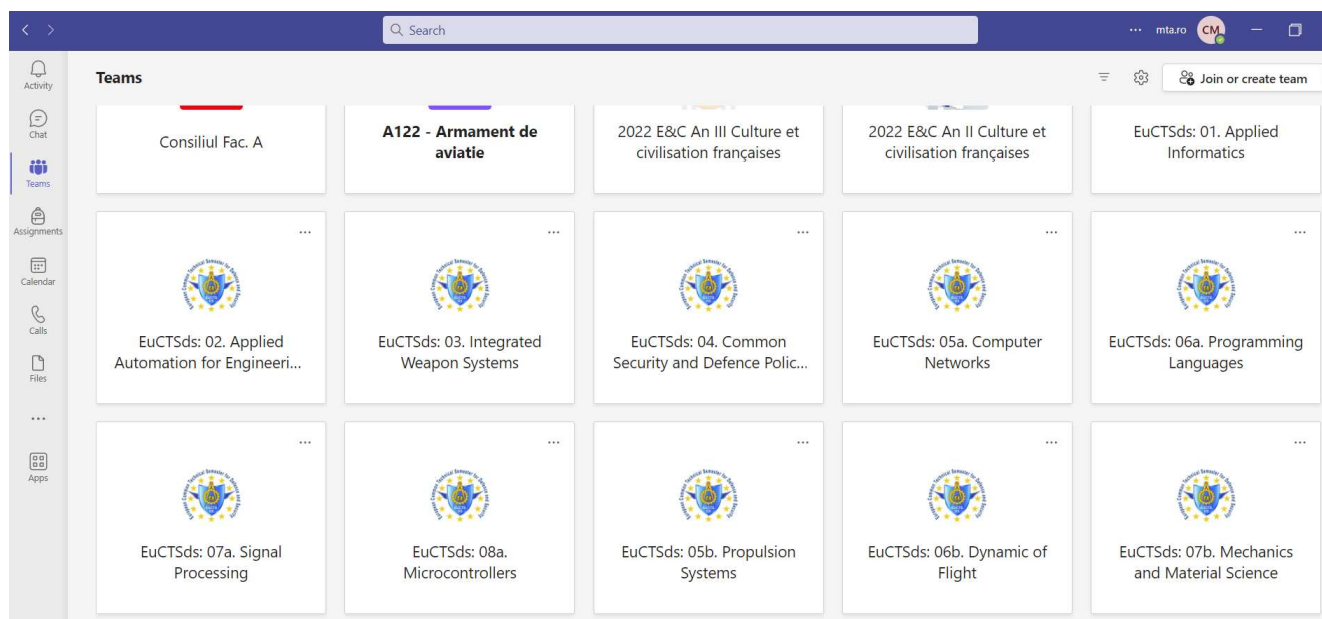 Search
mta.ro
CM
Activity
Chat
Teams
Assignments
Calendar
Calls
Files
Apps
Teams
Join or create team
Consiliul Fac. A
A122 - Armament de
aviatie
2022 E&C An III Culture et
civilisation françaises
2022 E&C An II Culture et
civilisation françaises
EuCTSds: 01. Applied
Informatics
EuCTSds: 02. Applied
Automation for Engineeri...
EuCTSds: 03. Integrated
Weapon Systems
EuCTSds: 04. Common
Security and Defence Polic...
EuCTSds: 05a. Computer
Networks
EuCTSds: 06a. Programming
Languages
EuCTSds: 07a. Signal
Processing
EuCTSds: 08a.
Microcontrollers
EuCTSds: 05b. Propulsion
Systems
EuCTSds: 06b. Dynamic of
Flight
EuCTSds: 07b. Mechanics
and Material Science